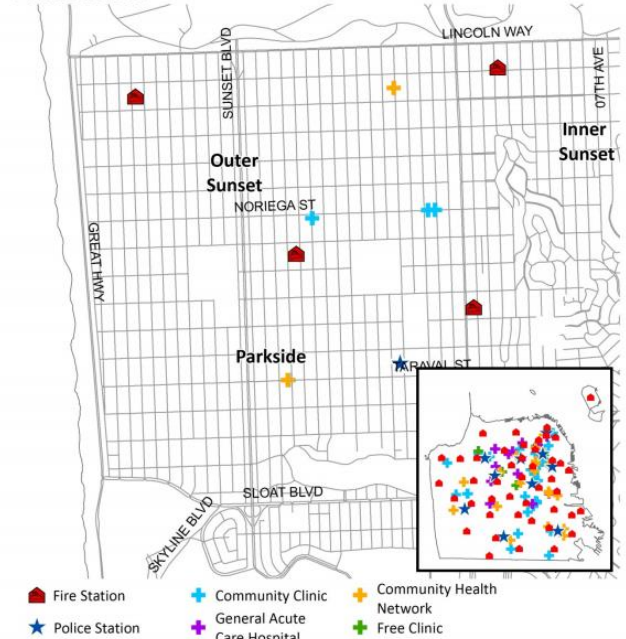 LINCOLN WAY
SUNSET BLVD
07TH AVE
Inner
Sunset
Outer
Sunset
NORIEGA ST
GREAT HWY
Parkside
ARAVAL ST
SLOAT BLVD
SKYLINE BLVD
Fire Station
Community Clinic
Community Health
Network
Police Station
General Acute
Care Hospital
Free Clinic